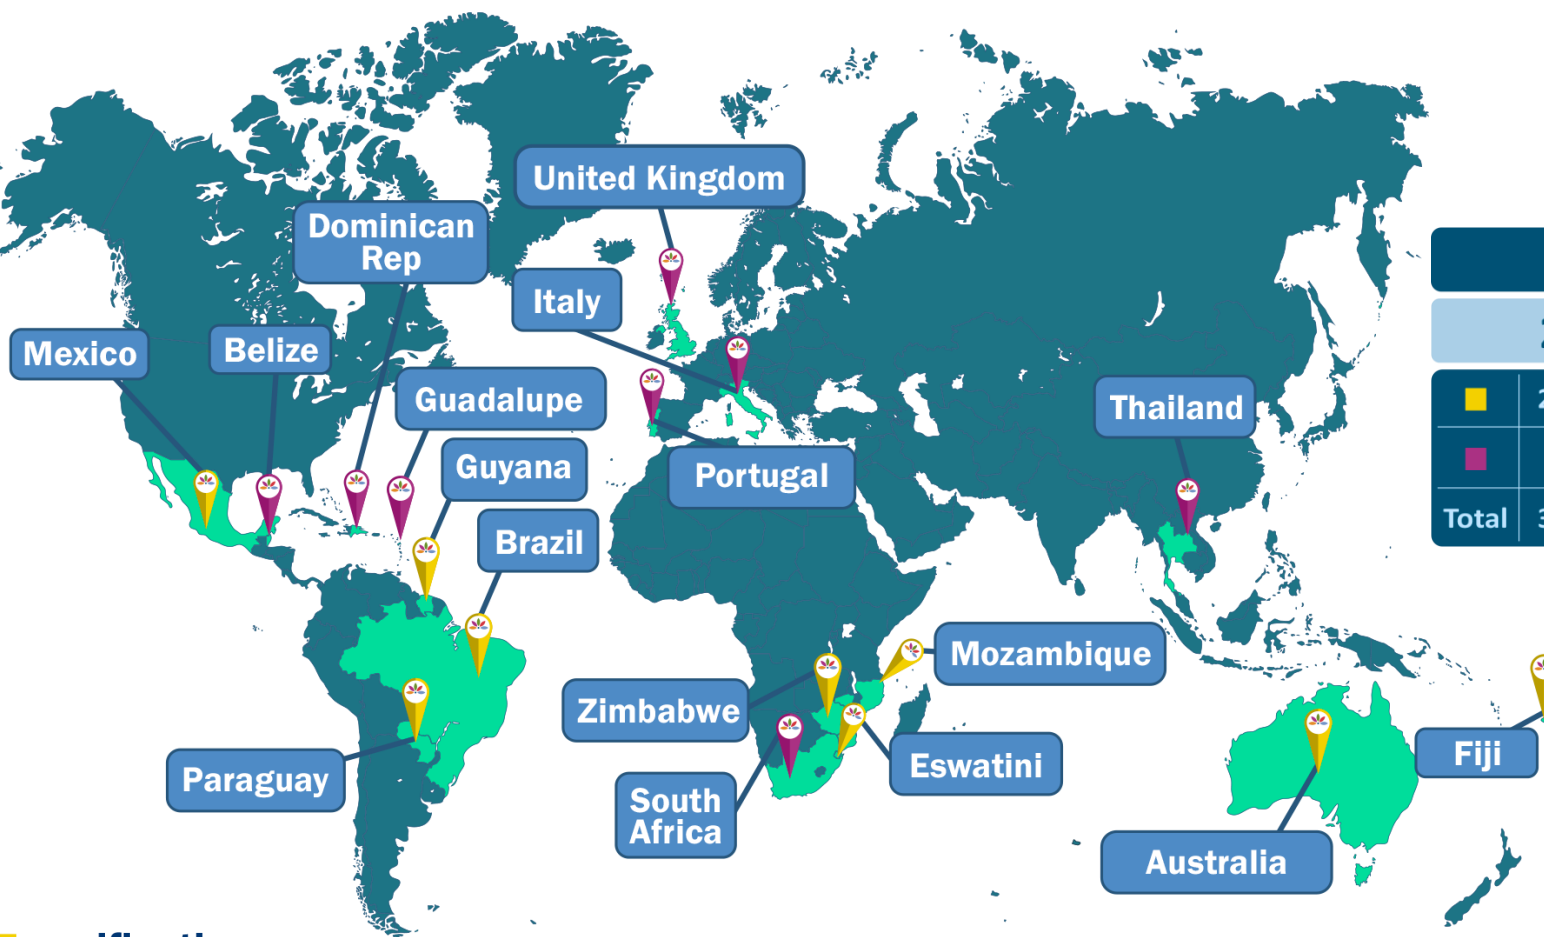 United Kingdom
Dominican
Rep
Italy
Mexico
Belize
Guadalupe
Thailand
Guyana
Portugal
Total
Brazil
Mozambique
Zimbabwe
Fiji
Eswatini
Paraguay
South
Africa
Australia